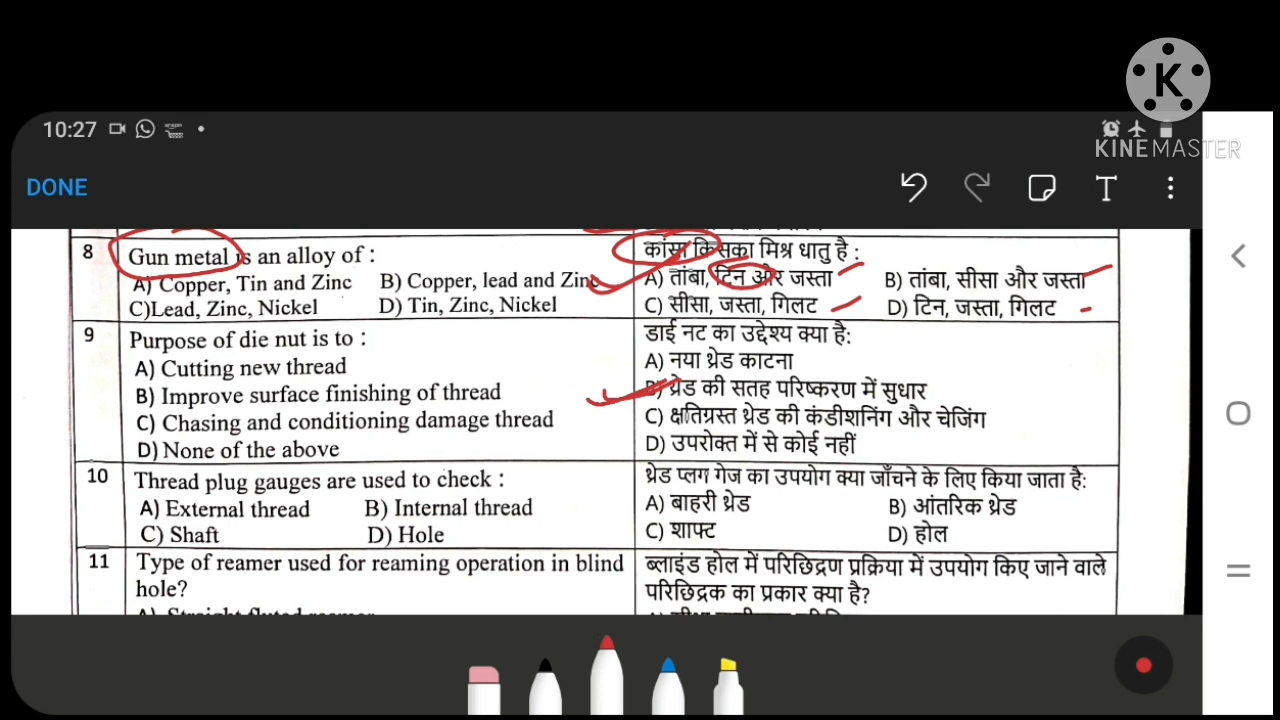 KINEMASTER
10:27
DONE
T
8 Gun metal is an alloy of :
A) Copper, Tin and Zinc B) Copper, lead and Zinc
C)Lead, Zinc, Nickel D) Tin, Zinc, Nickel
कांसा किसका मिश्र धातु है :
A) तांबा, टिन और जस्ता B) तांबा, सीसा और जस्ता
C) सीसा, जस्ता, गिलट D) टिन, जस्ता, गिलट
9 Purpose of die nut is to :
A) Cutting new thread
B) Improve surface finishing of thread
C) Chasing and conditioning damage thread
D) None of the above
डाई नट का उद्देश्य क्या है:
A) नया थ्रेड काटना
B) थ्रेड की सतह परिष्करण में सुधार
C) क्षतिग्रस्त थ्रेड की कंडीशनिंग और चेजिंग
D) उपरोक्त में से कोई नहीं
10 Thread plug gauges are used to check :
A) External thread B) Internal thread
C) Shaft D) Hole
थ्रेड प्लग गेज का उपयोग क्या जाँचने के लिए किया जाता है:
A) बाहरी थ्रेड B) आंतरिक थ्रेड
C) शाफ्ट D) होल
11 Type of reamer used for reaming operation in blind
hole?
ब्लाइंड होल में परिछिद्रण प्रक्रिया में उपयोग किए जाने वाले
परिछिद्रक का प्रकार क्या है?